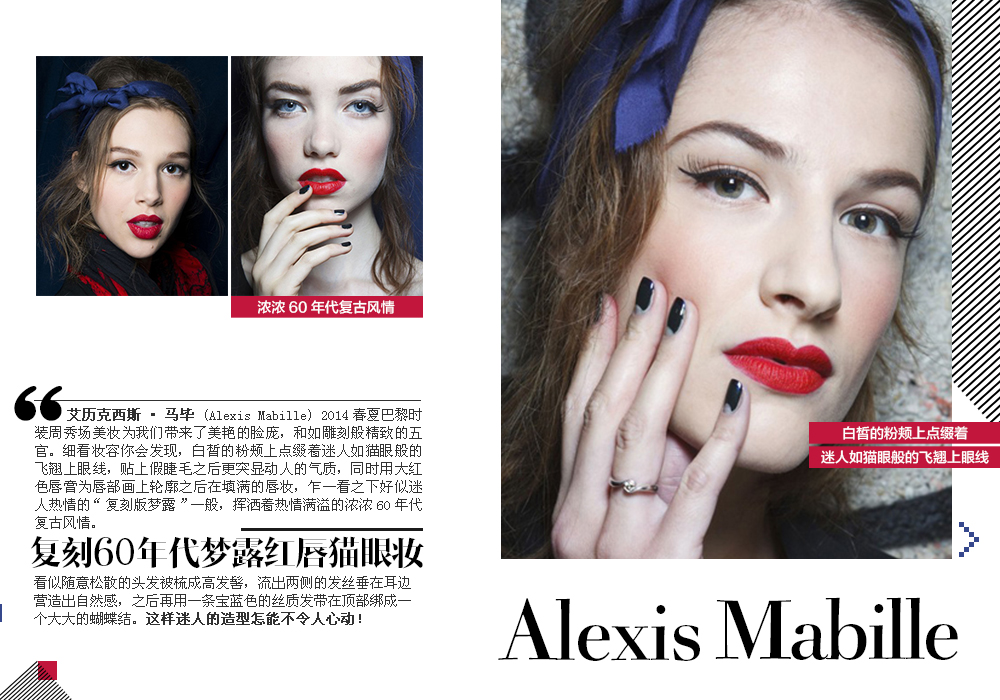 浓浓 60 年代复古风情
❝艾历克西斯 · 马毕 (Alexis Mabille) 2014 春夏巴黎时
装周秀场美妆为我们带来了美艳的脸庞，和如雕刻般精致的五
官。细看妆容你会发现，白皙的粉颊上点缀着迷人如猫眼般的
飞翘上眼线，贴上假睫毛之后更突显动人的气质，同时用大红
色唇膏为唇部画上轮廓之后在填满的唇妆，乍一看之下好似迷
人热情的“复刻版梦露”一般，挥洒着热情满溢的浓浓 60 年代
复古风情。
复刻60年代梦露红唇猫眼妆
看似随意松散的头发被梳成高发髻，流出两侧的发丝垂在耳边
营造出自然感，之后再用一条宝蓝色的丝质发带在顶部绑成一
个大大的蝴蝶结。这样迷人的造型怎能不令人心动！
白皙的粉颊上点缀着
迷人如猫眼般的飞翘上眼线
Alexis Mabille